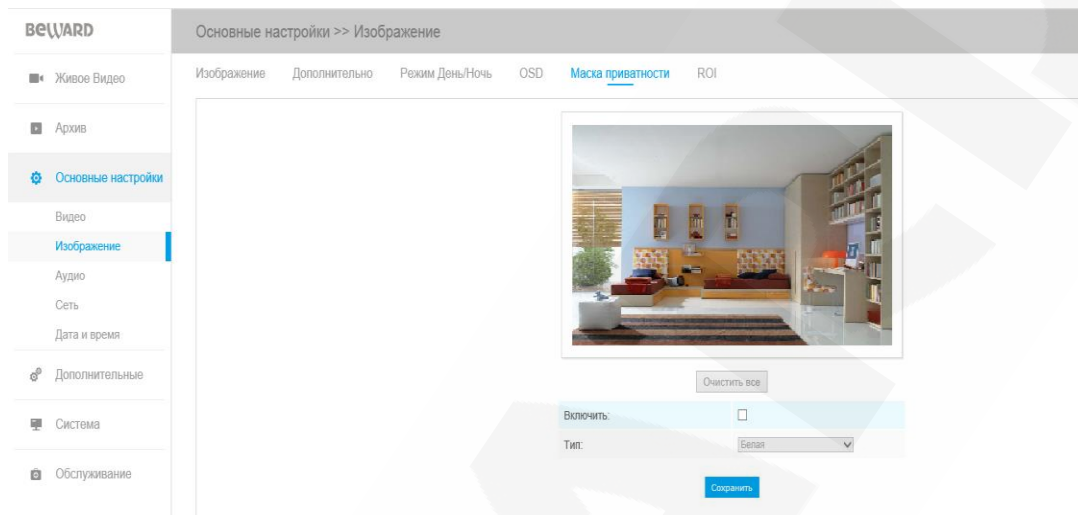 BEWARD
Основные настройки >> Изображение
Живое Видео
Архив
Основные настройки
Видео
Изображение
Аудио
Сеть
Дата и время
Дополнительные
Система
Обслуживание
Изображение Дополнительно Режим День/Ночь OSD Маска приватности ROI
Очистить все
Включить:
Тип: Белая
Сохранить